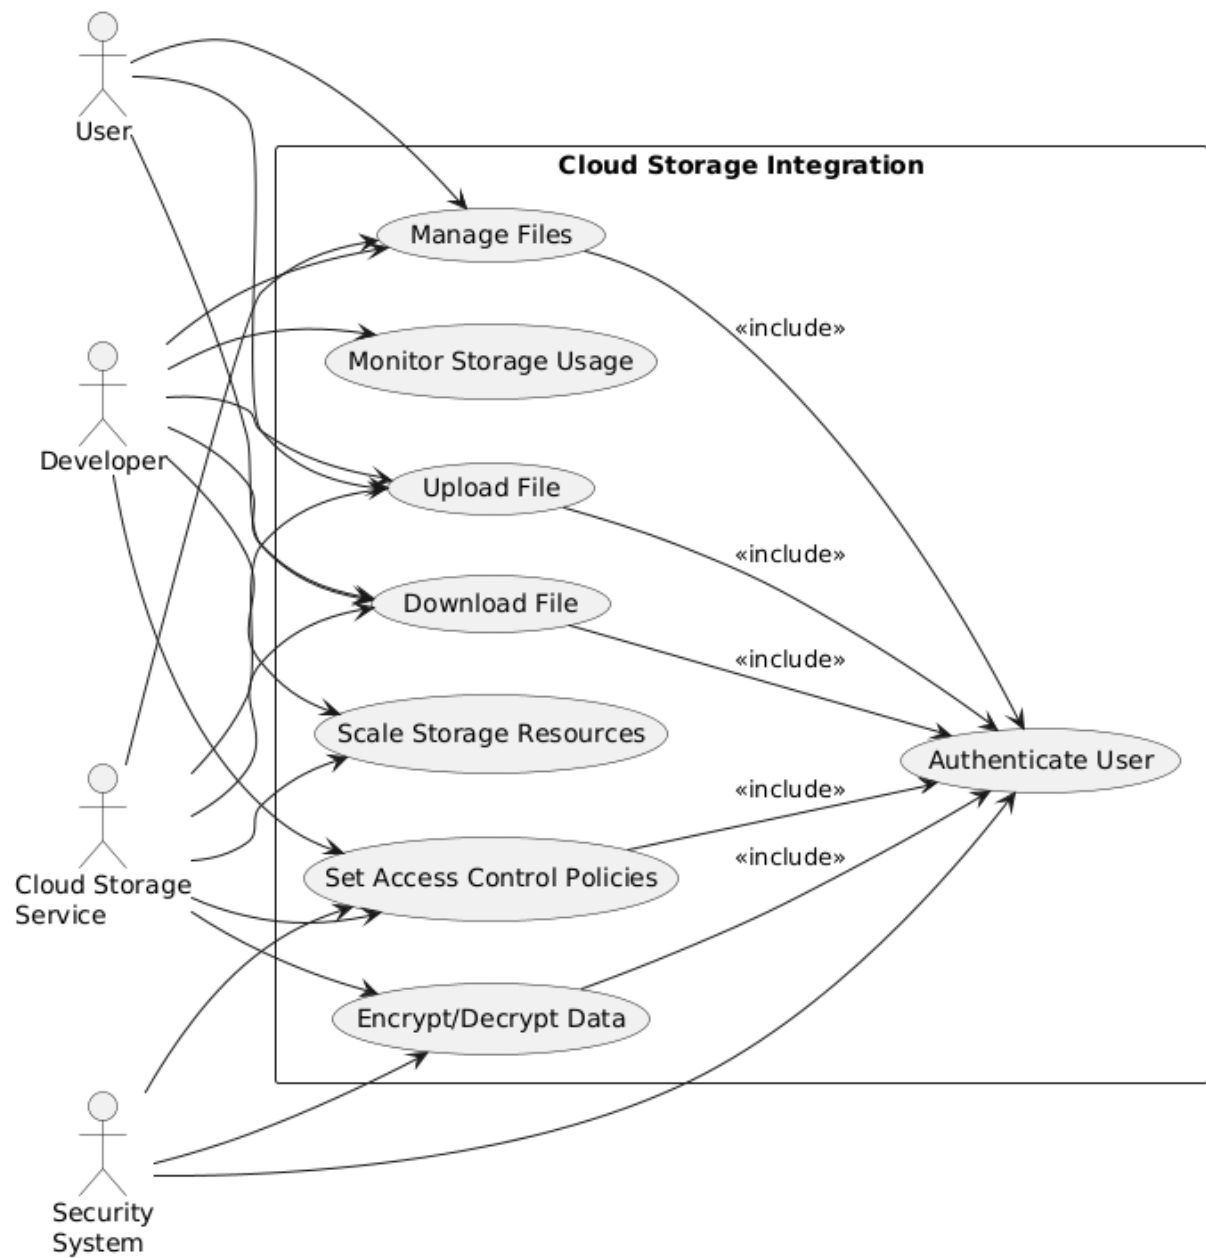 User
Cloud Storage Integration
Manage Files
«include»
Monitor Storage Usage
Developer
Upload File
«include»
Download File
«include»
Scale Storage Resources
Authenticate User
«include»
«include»
Cloud Storage
Service
Set Access Control Policies
Encrypt/Decrypt Data
Security
System